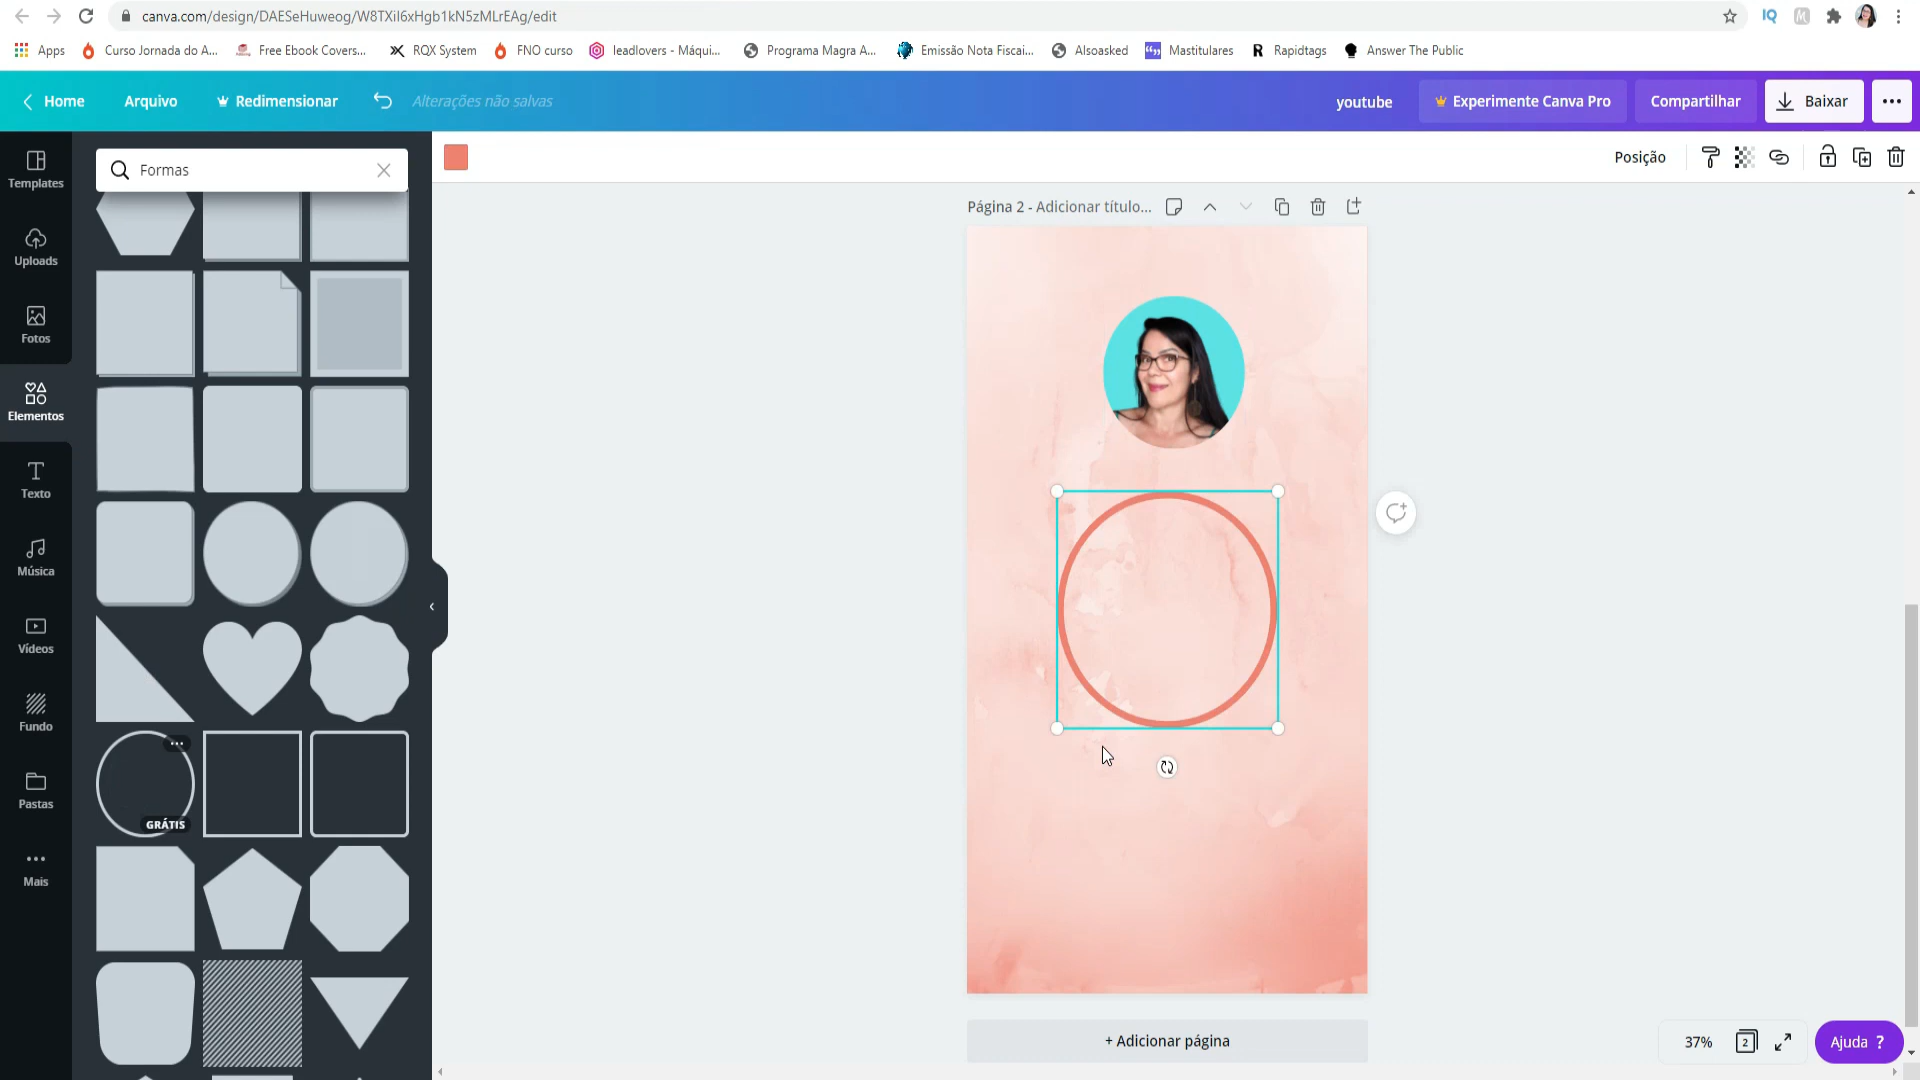 canva.com/design/DAESeHuweog/W8TXiI6xHgb1kN5zMLrEAg/edit
Apps
Curso Jornada do A...
Free Ebook Covers...
RQX System
FNO curso
leadlovers - Máqui...
Programa Magra A...
Emissão Nota Fiscai...
Alsoasked
Mastitulares
Rapidtags
Answer The Public
Home
Arquivo
Redimensionar
Alterações não salvas
youtube
Experimente Canva Pro
Compartilhar
Baixar
Templates
Uploads
Fotos
Elementos
Texto
Música
Vídeos
Fundo
Pastas
Mais
Formas
GRÁTIS
Posição
Página 2 - Adicionar título...
+ Adicionar página
37%
2
Ajuda ?